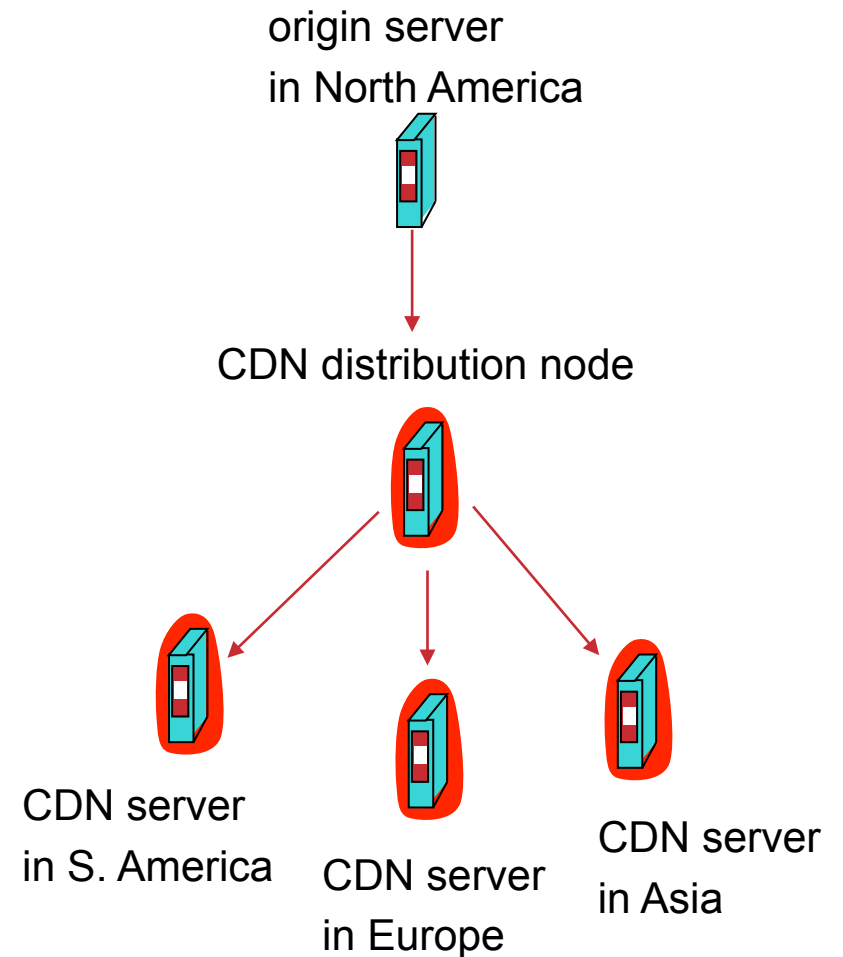 origin server
in North America
CDN distribution node
CDN server
in S. America
CDN server
in Europe
CDN server
in Asia